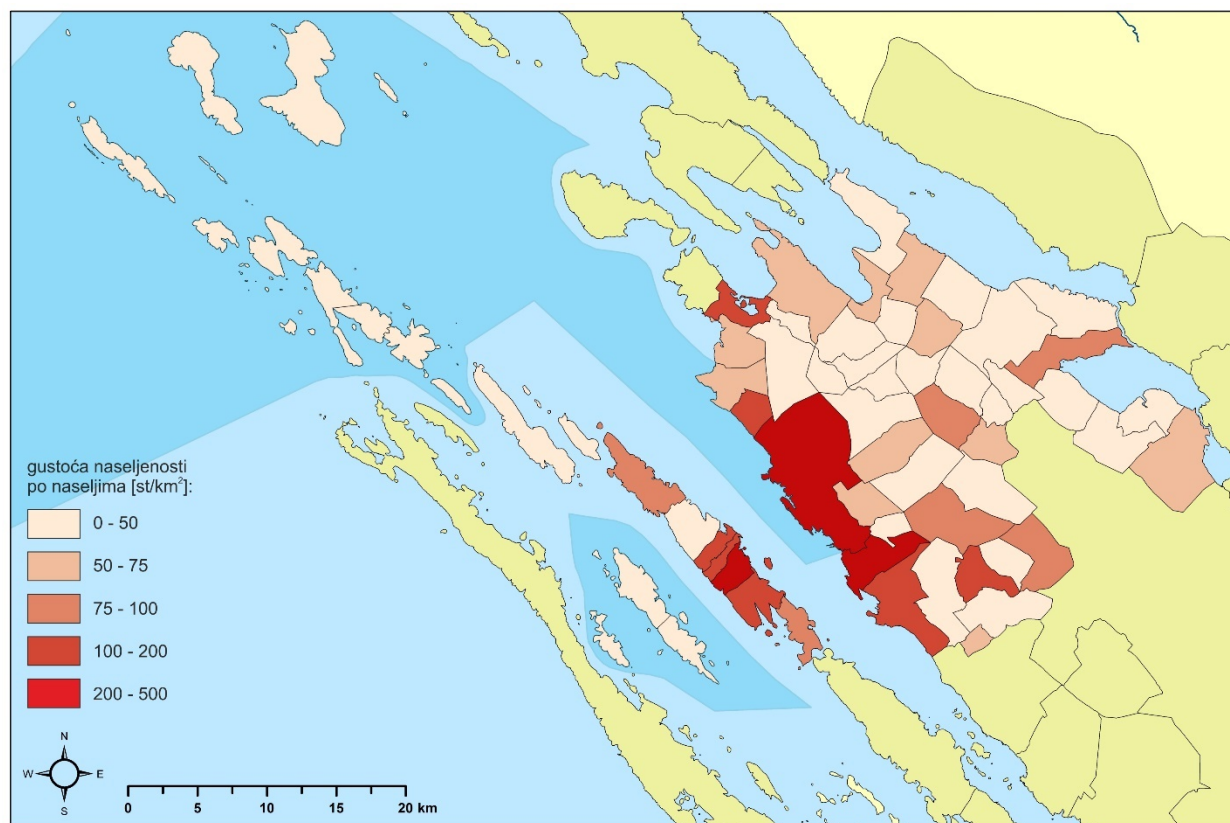 gustoća naseljenosti
po naseljima [st/km²]:
0 - 50
50 - 75
75 - 100
100 - 200
200 - 500
N
W E
S
0 5 10 15 20 km